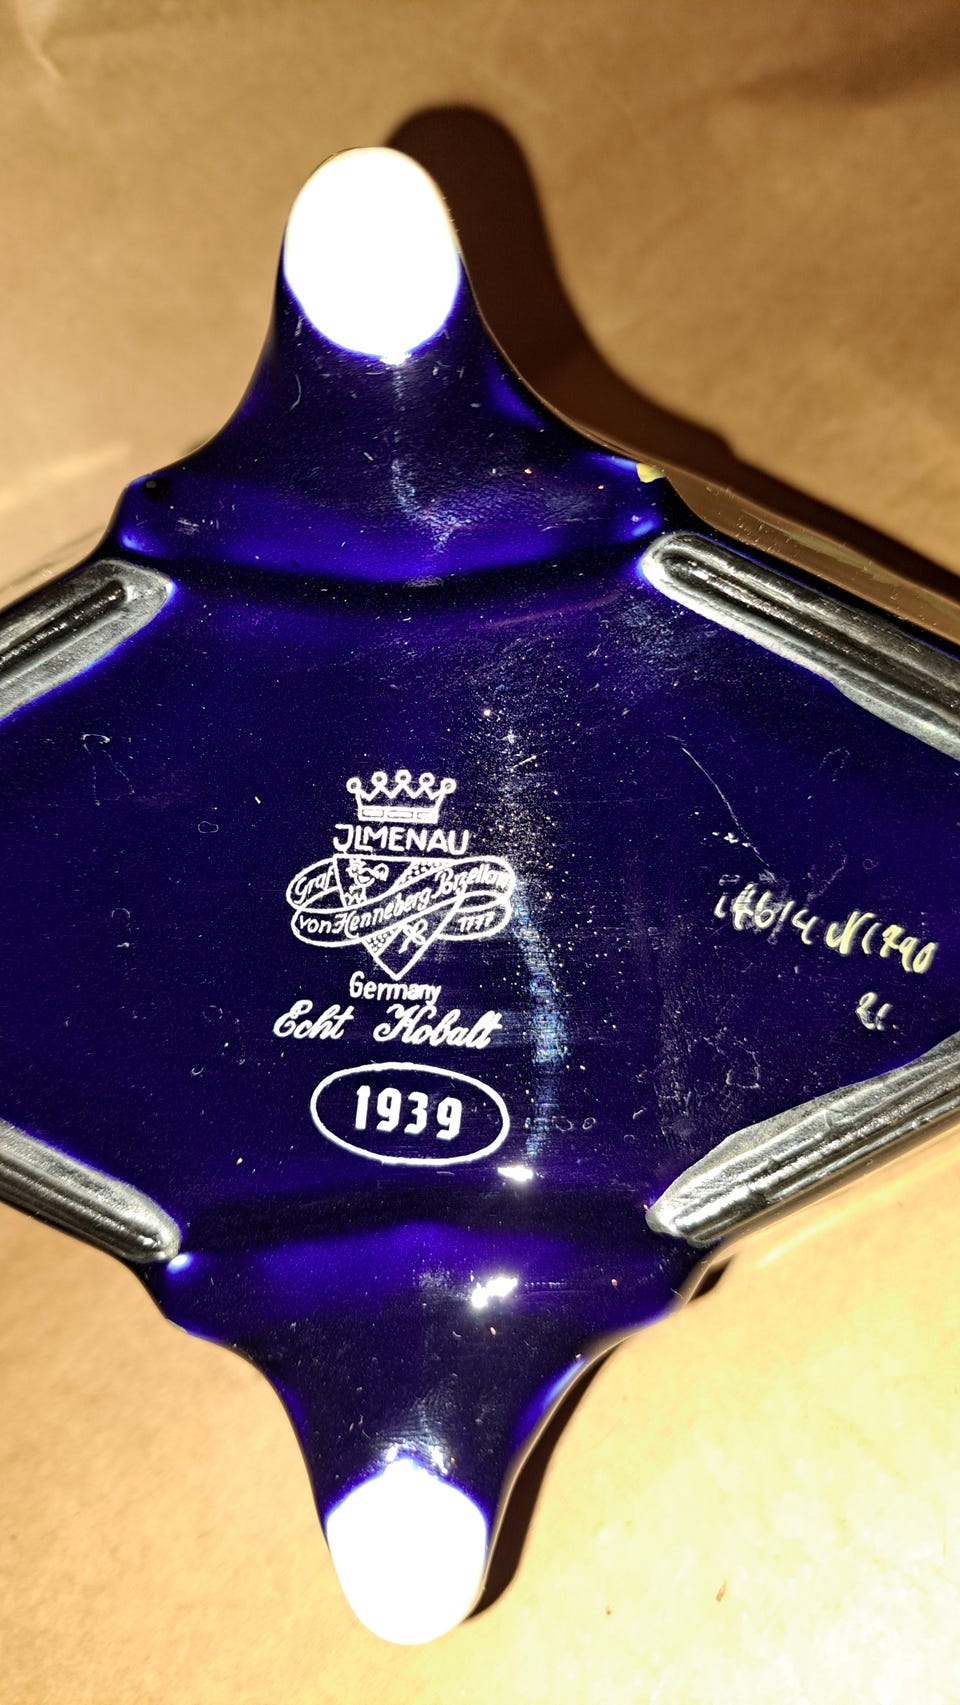 JLMENAU
Graf Porzellan
von Henneberg 1777
Germany
Echt Kobalt
1939